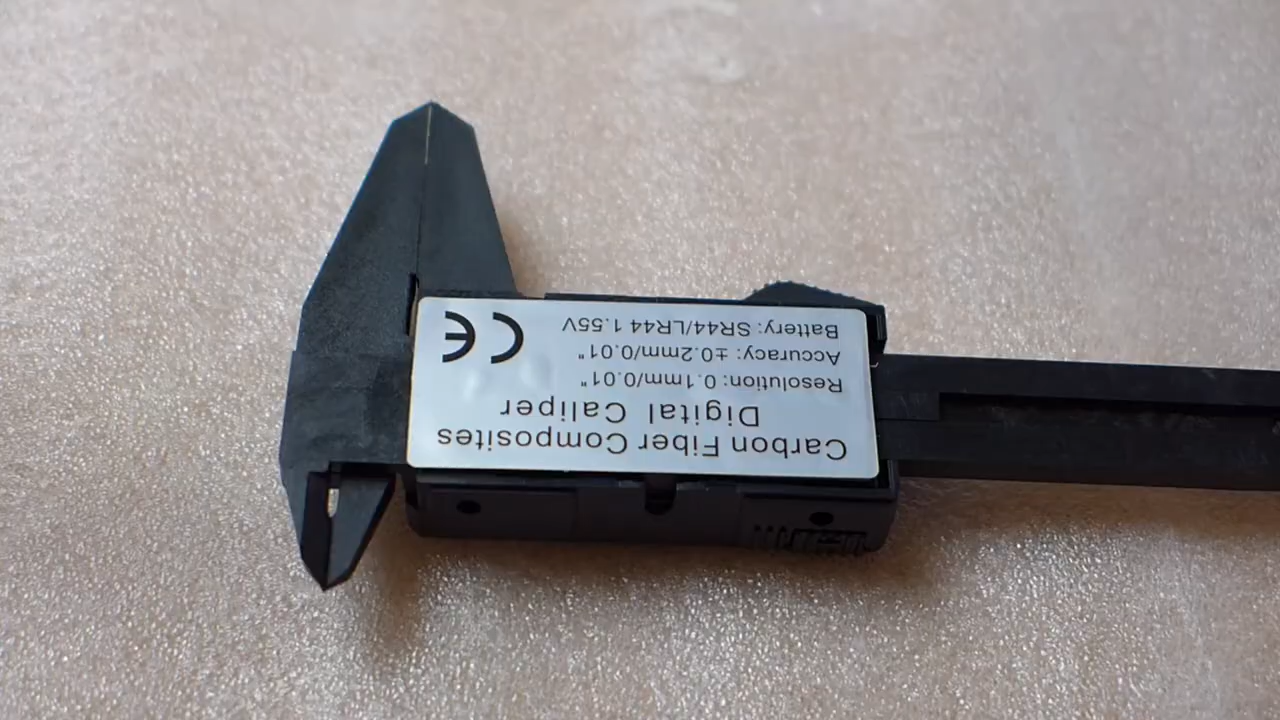 Carbon Fiber Composites
Digital Caliper
Resolution: 0.1mm/0.01"
Accuracy: ±0.2mm/0.01"
Battery: SR44/LR44 1.55V
CE